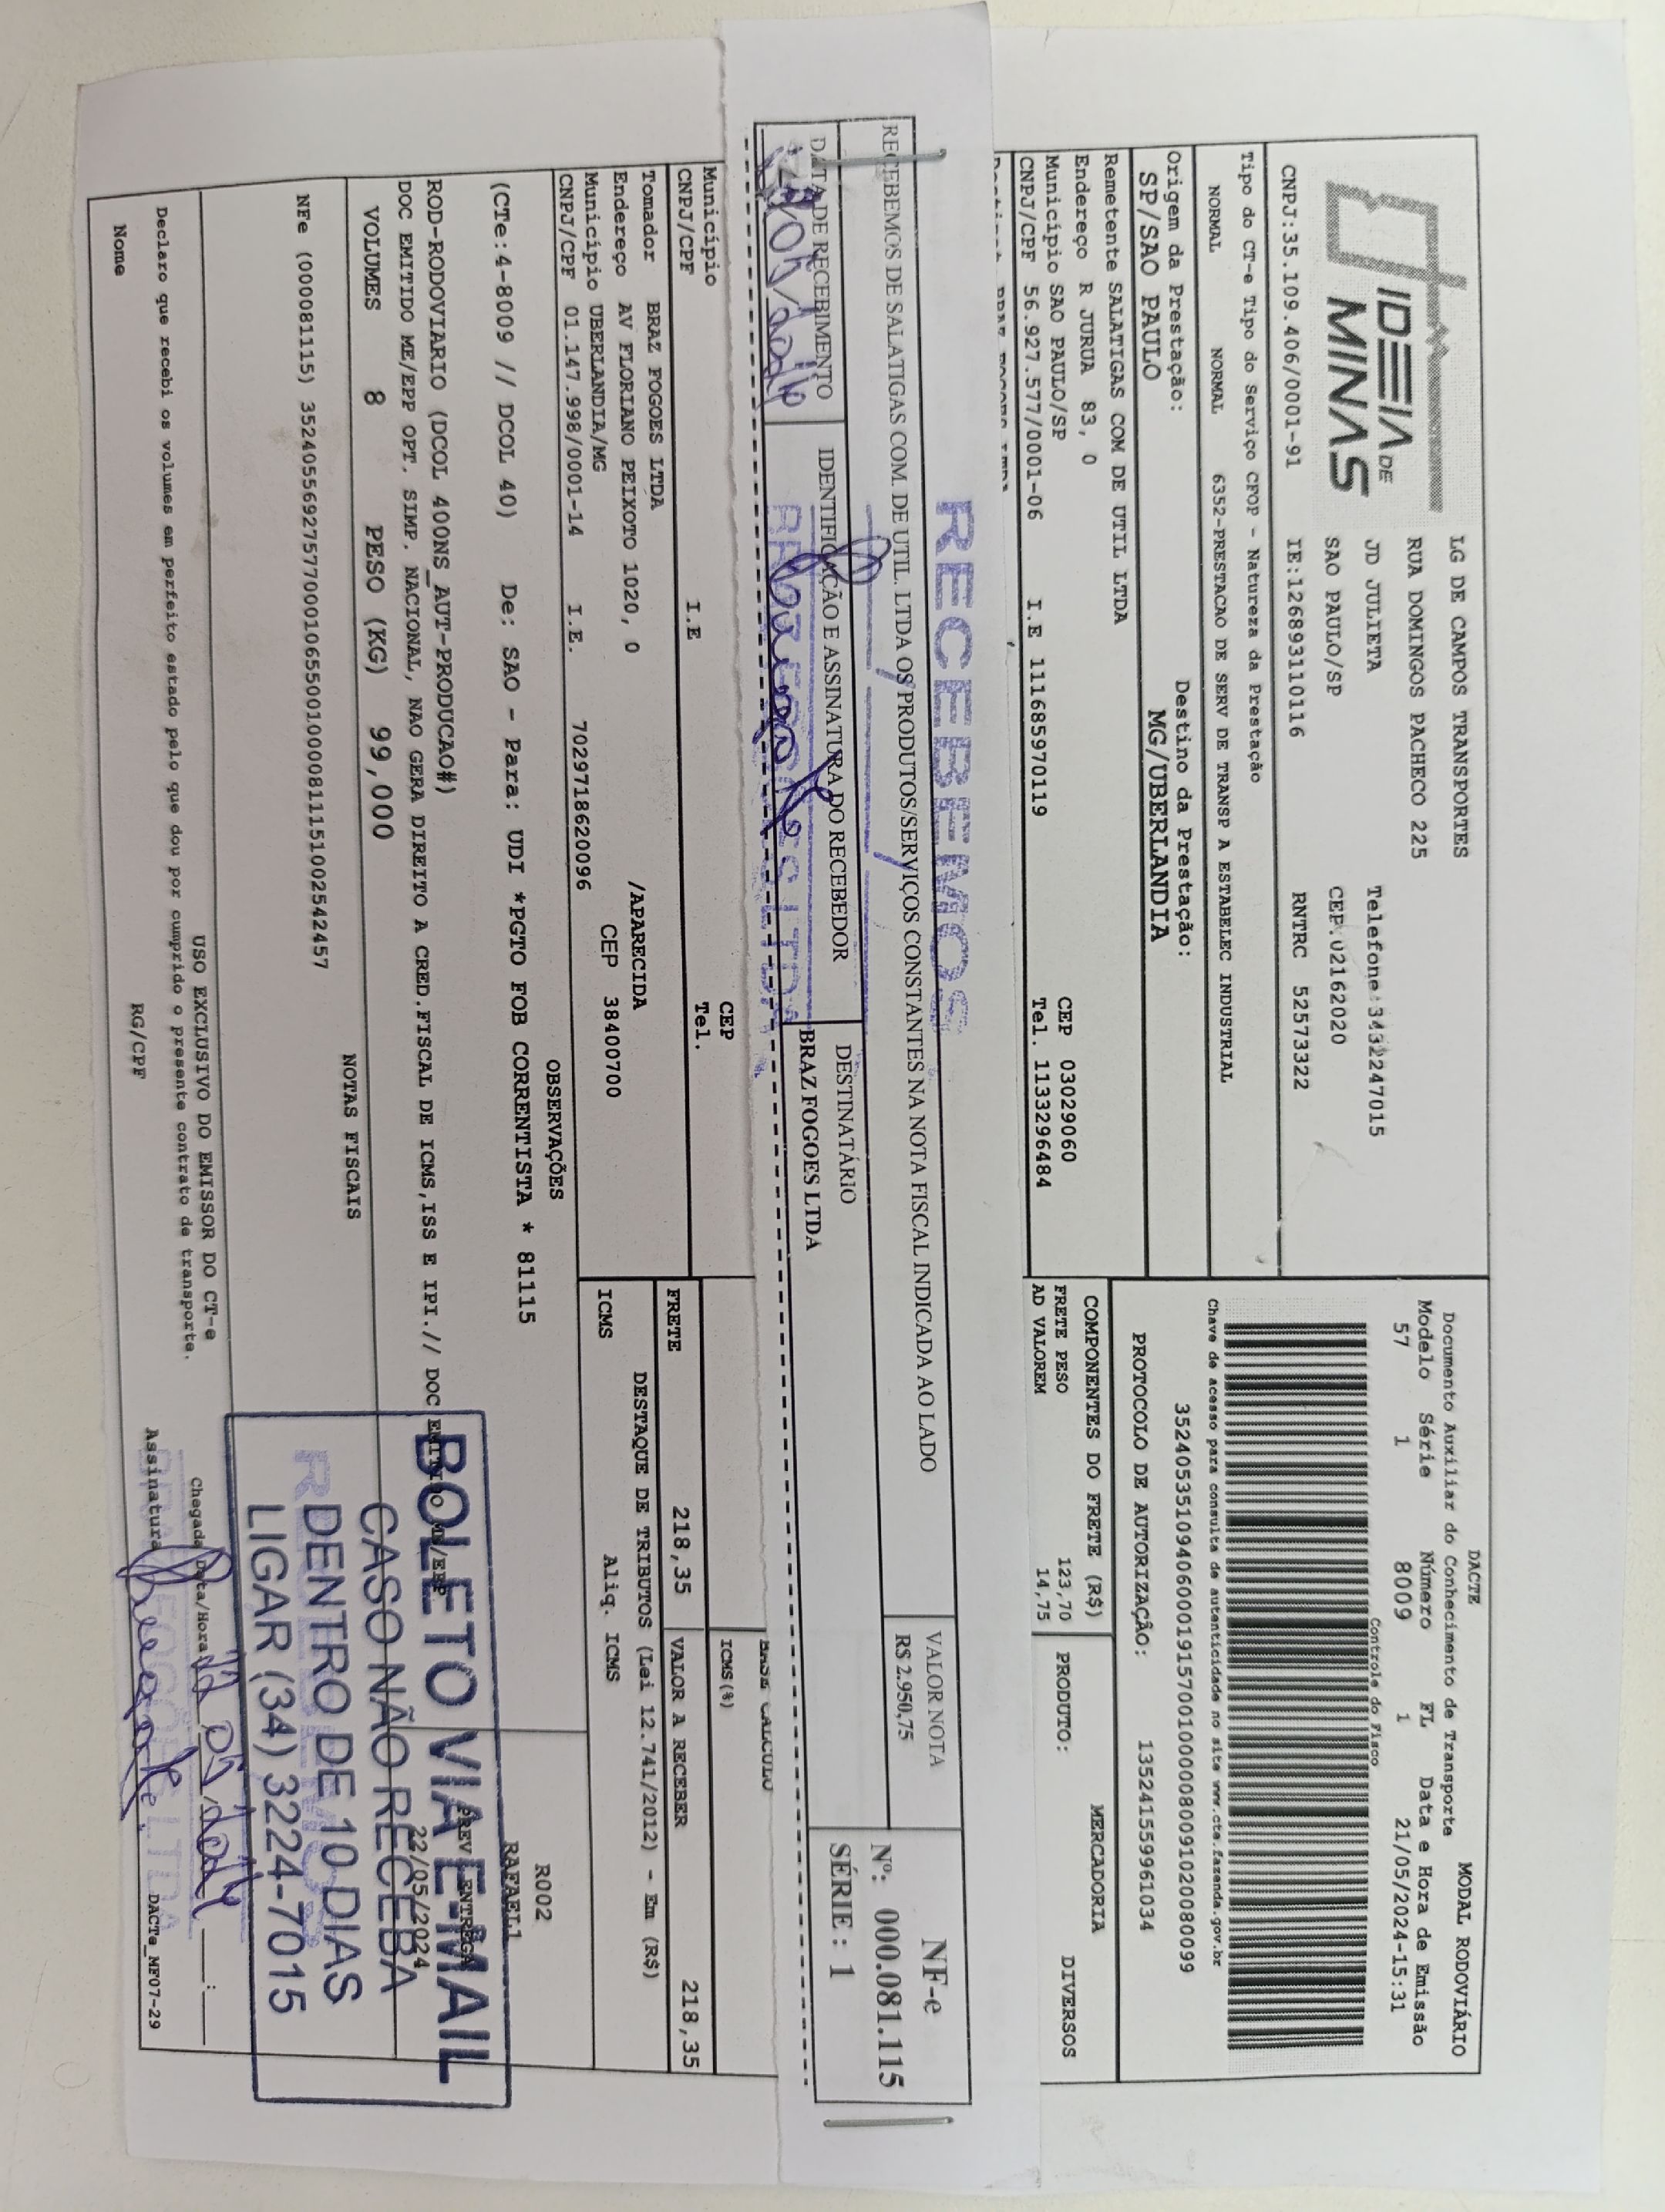 IDEIA DE
MINAS
LG DE CAMPOS TRANSPORTES
RUA DOMINGOS PACHECO 225
JD JULIETA Telefone:3432247015
SAO PAULO/SP CEP:02162020
CNPJ:35.109.406/0001-91 IE:126893110116 RNTRC 52573322
Tipo do CT-e Tipo do Serviço CFOP - Natureza da Prestação
NORMAL NORMAL 6352-PRESTACAO DE SERV DE TRANSP A ESTABELEC INDUSTRIAL
Origem da Prestação: Destino da Prestação:
SP/SAO PAULO MG/UBERLANDIA
Remetente SALATIGAS COM DE UTIL LTDA
Endereço R JURUA 83, 0 CEP 03029060
Município SAO PAULO/SP Tel. 1133296484
CNPJ/CPF 56.927.577/0001-06 I.E 111685970119
DACTE MODAL RODOVIÁRIO
Documento Auxiliar do Conhecimento de Transporte
Modelo Série Número FL Data e Hora de Emissão
57 1 8009 1 21/05/2024-15:31
Controle do Fisco
Chave de acesso para consulta de autenticidade no site www.cte.fazenda.gov.br
35240535109406000191570010000080091020080099
PROTOCOLO DE AUTORIZAÇÃO: 135241559961034
COMPONENTES DO FRETE (R$) MERCADORIA
FRETE PESO 123,70 PRODUTO: DIVERSOS
AD VALOREM 14,75
RECEBEMOS
RECEBEMOS DE SALATIGAS COM. DE UTIL. LTDA OS PRODUTOS/SERVIÇOS CONSTANTES NA NOTA FISCAL INDICADA AO LADO
VALOR NOTA
R$ 2.950,75
NF-e
Nº: 000.081.115
SÉRIE : 1
DATA DE RECEBIMENTO IDENTIFICAÇÃO E ASSINATURA DO RECEBEDOR DESTINATÁRIO
BRAZ FOGOES LTDA
BASE CALCULO
ICMS(%)
Município CEP
CNPJ/CPF I.E Tel.
FRETE 218,35 VALOR A RECEBER 218,35
Tomador BRAZ FOGOES LTDA
Endereço AV FLORIANO PEIXOTO 1020, 0 /APARECIDA
Município UBERLANDIA/MG CEP 38400700
CNPJ/CPF 01.147.998/0001-14 I.E. 7029718620096
DESTAQUE DE TRIBUTOS (Lei 12.741/2012) - Em (R$)
ICMS Aliq. ICMS
OBSERVAÇÕES
(CTe:4-8009 // DCOL 40) De: SAO - Para: UDI *PGTO FOB CORRENTISTA * 81115
R002
RAFAEL1
ROD-RODOVIARIO (DCOL 400NS_AUT-PRODUCAO#)
DOC EMITIDO ME/EPP OPT. SIMP. NACIONAL, NAO GERA DIREITO A CRED.FISCAL DE ICMS,ISS E IPI.// DOC EMITIDO ME/EPP
PREV ENTREGA
22/05/2024
VOLUMES 8 PESO (KG) 99,000
NOTAS FISCAIS
NFe (000081115) 35240556927577000106550010000811151002542457
BOLETO VIA E-MAIL
CASO NÃO RECEBA
DENTRO DE 10 DIAS
LIGAR (34) 3224-7015
USO EXCLUSIVO DO EMISSOR DO CT-e
Declaro que recebi os volumes em perfeito estado pelo que dou por cumprido o presente contrato de transporte.
Chegada Data/Hora
Nome RG/CPF Assinatura
DACTe_MF07-29